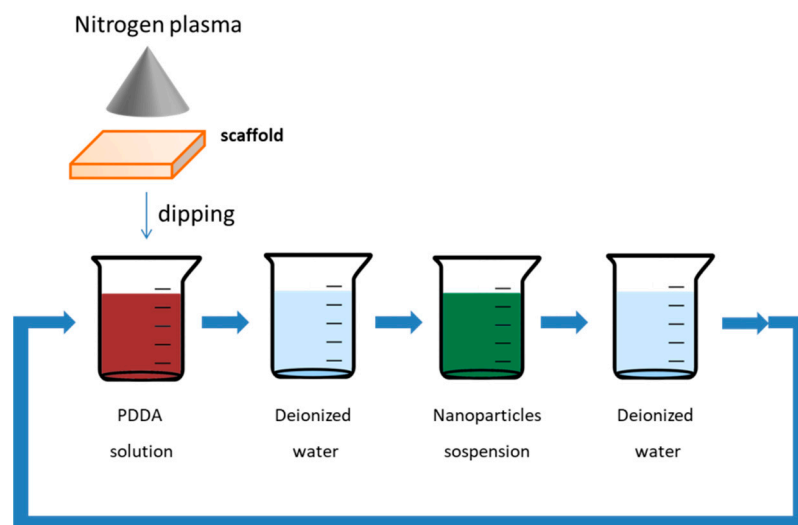 Nitrogen plasma
scaffold
dipping
PDDA
solution
Deionized
water
Nanoparticles
sospension
Deionized
water